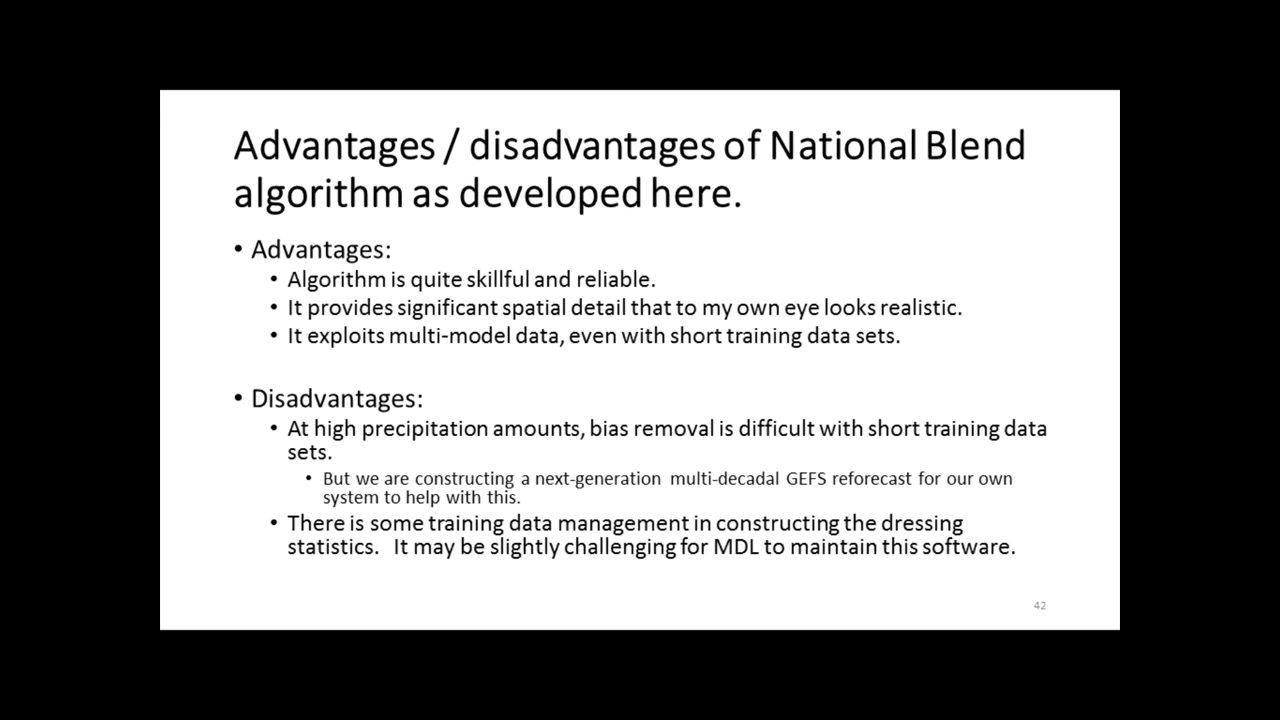 Advantages / disadvantages of National Blend
algorithm as developed here.
• Advantages:
• Algorithm is quite skillful and reliable.
• It provides significant spatial detail that to my own eye looks realistic.
• It exploits multi-model data, even with short training data sets.
• Disadvantages:
• At high precipitation amounts, bias removal is difficult with short training data
sets.
• But we are constructing a next-generation multi-decadal GEFS reforecast for our own
system to help with this.
• There is some training data management in constructing the dressing
statistics. It may be slightly challenging for MDL to maintain this software.
42